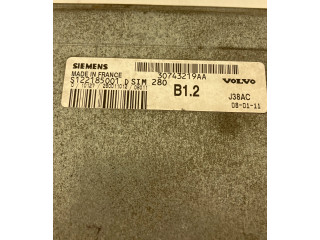 SIEMENS
MADE IN FRANCE
30743219AA
VOLVO
S122185001 D SIM 280
B1.2
J38AC
08-01-11